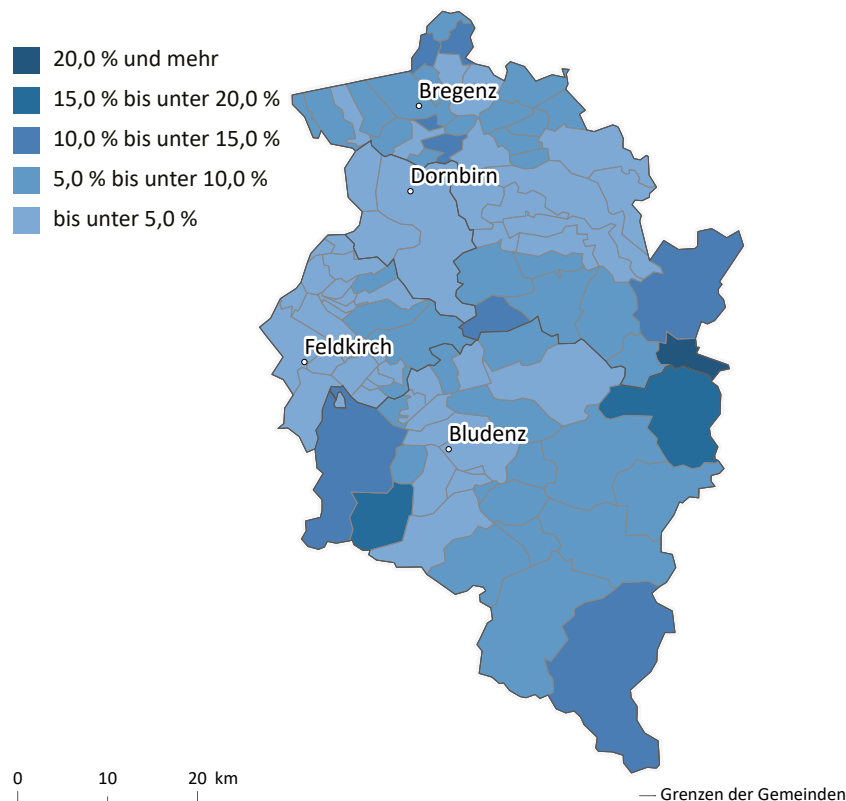 20,0 % und mehr
15,0 % bis unter 20,0 %
10,0 % bis unter 15,0 %
5,0 % bis unter 10,0 %
bis unter 5,0 %
Bregenz
Dornbirn
Feldkirch
Bludenz
0 10 20 km
Grenzen der Gemeinden